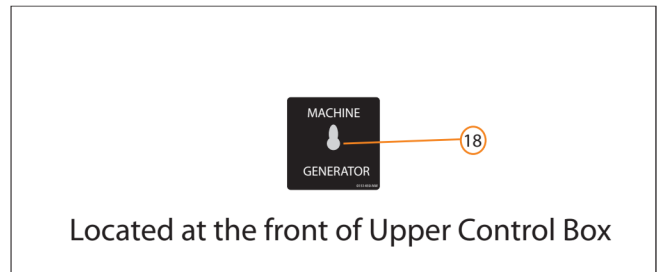 MACHINE
18
GENERATOR
Located at the front of Upper Control Box